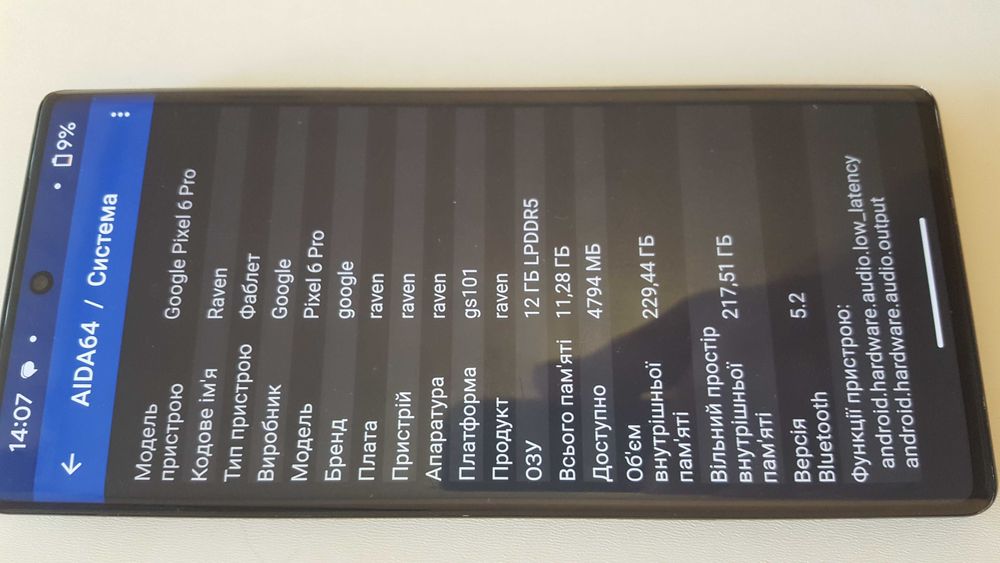 14:07 9%
← AIDA64 / Система
Модель пристрою Google Pixel 6 Pro
Кодове ім'я Raven
Тип пристрою Фаблет
Виробник Google
Модель Pixel 6 Pro
Бренд google
Плата raven
Пристрій raven
Апаратура raven
Платформа gs101
Продукт raven
ОЗУ 12 ГБ LPDDR5
Всього пам'яті 11,28 ГБ
Доступно 4794 МБ
Об'єм внутрішньої пам'яті 229,44 ГБ
Вільний простір внутрішньої пам'яті 217,51 ГБ
Версія Bluetooth 5.2
Функції пристрою:
android.hardware.audio.low_latency
android.hardware.audio.output